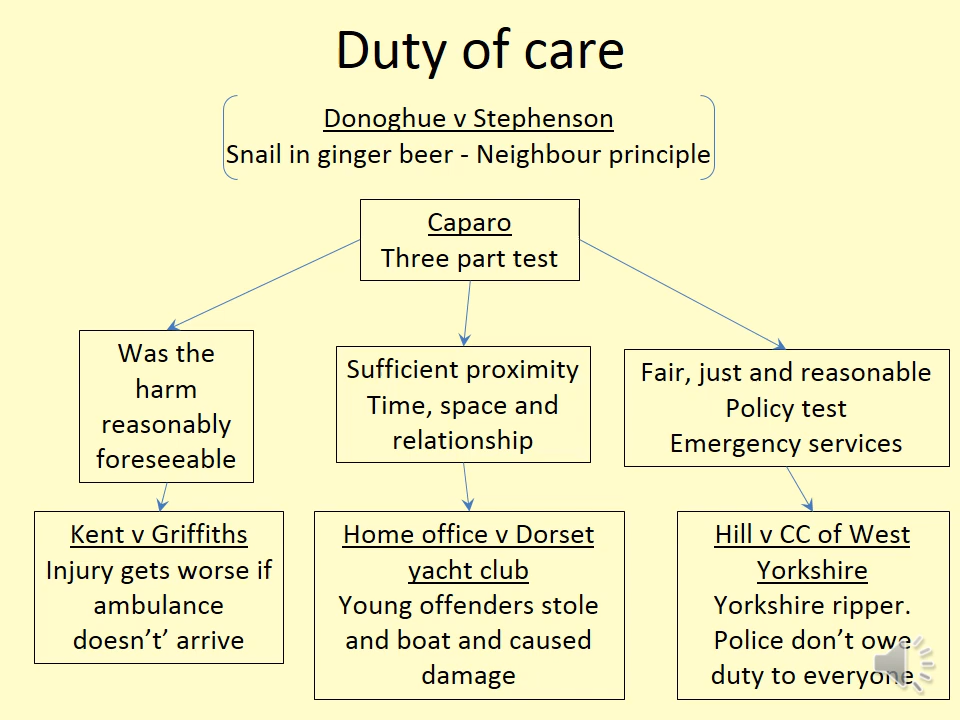 Duty of care
Donoghue v Stephenson
Snail in ginger beer - Neighbour principle
Caparo
Three part test
Was the
harm
reasonably
foreseeable
Sufficient proximity
Time, space and
relationship
Fair, just and reasonable
Policy test
Emergency services
Kent v Griffiths
Injury gets worse if
ambulance
doesn’t’ arrive
Home office v Dorset
yacht club
Young offenders stole
and boat and caused
damage
Hill v CC of West
Yorkshire
Yorkshire ripper.
Police don’t owe
duty to everyone.